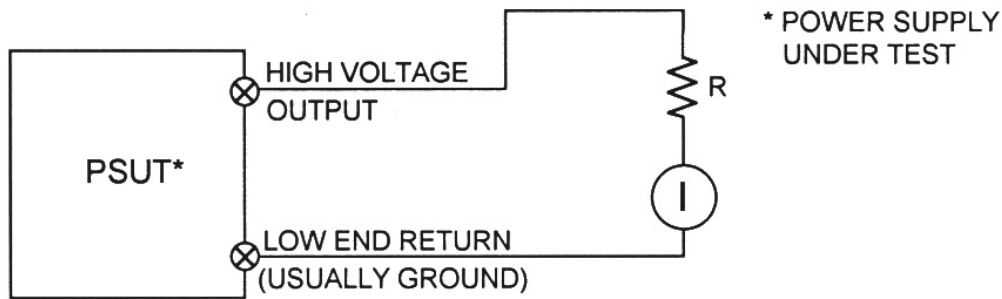 * POWER SUPPLY
UNDER TEST
HIGH VOLTAGE
OUTPUT
R
PSUT*
I
LOW END RETURN
(USUALLY GROUND)